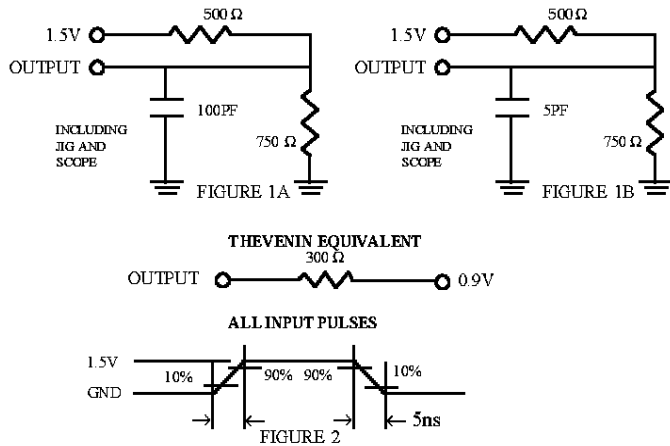 500 Ω
1.5V
OUTPUT
100PF
INCLUDING
JIG AND
SCOPE
750 Ω
FIGURE 1A
500 Ω
1.5V
OUTPUT
5PF
INCLUDING
JIG AND
SCOPE
750 Ω
FIGURE 1B
THEVENIN EQUIVALENT
300 Ω
OUTPUT
0.9V
ALL INPUT PULSES
1.5V
GND
10%
90%
90%
10%
5ns
FIGURE 2